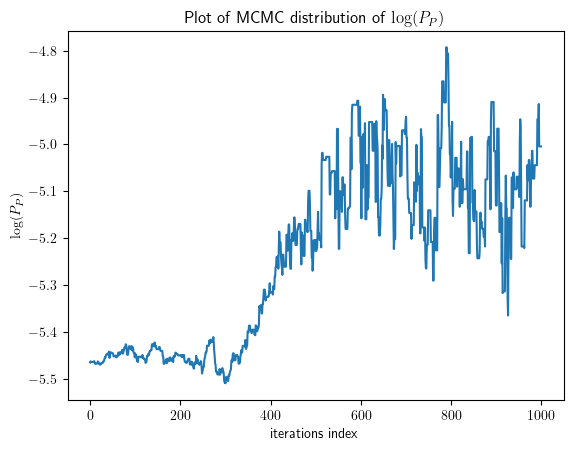 Plot of MCMC distribution of log(P_P)
log(P_P)
−4.8
−4.9
−5.0
−5.1
−5.2
−5.3
−5.4
−5.5
0 200 400 600 800 1000
iterations index